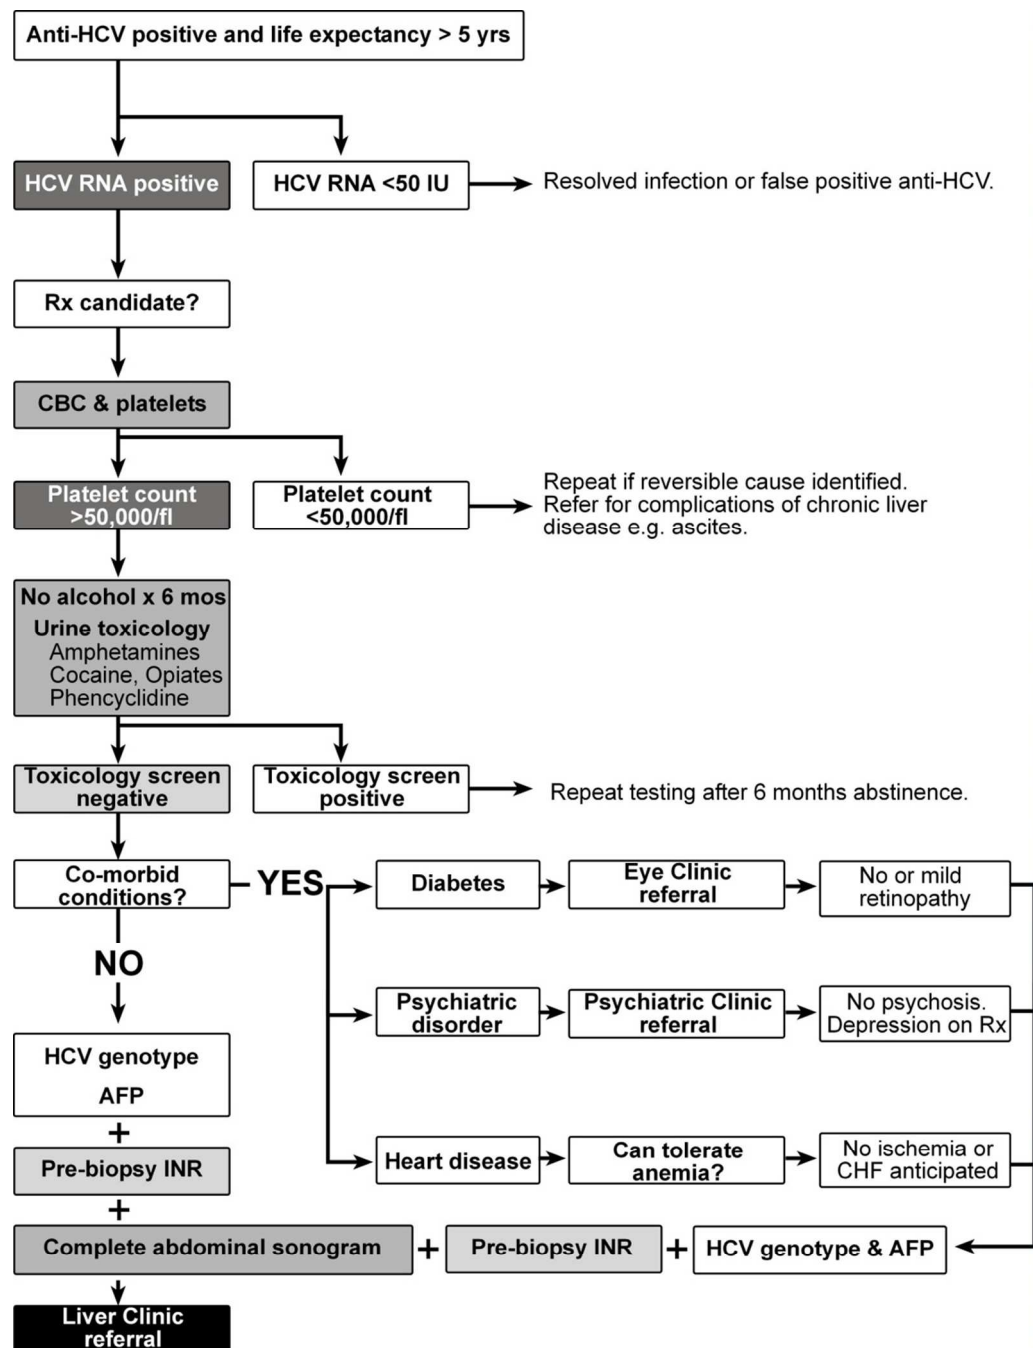 Anti-HCV positive and life expectancy > 5 yrs
HCV RNA positive
HCV RNA <50 IU
Resolved infection or false positive anti-HCV.
Rx candidate?
CBC & platelets
Platelet count
>50,000/fl
Platelet count
<50,000/fl
Repeat if reversible cause identified.
Refer for complications of chronic liver
disease e.g. ascites.
No alcohol x 6 mos
Urine toxicology
Amphetamines
Cocaine, Opiates
Phencyclidine
Toxicology screen
negative
Toxicology screen
positive
Repeat testing after 6 months abstinence.
Co-morbid
conditions?
YES
Diabetes
Eye Clinic
referral
No or mild
retinopathy
NO
Psychiatric
disorder
Psychiatric Clinic
referral
No psychosis.
Depression on Rx
HCV genotype
AFP
+
Pre-biopsy INR
+
Heart disease
Can tolerate
anemia?
No ischemia or
CHF anticipated
Complete abdominal sonogram + Pre-biopsy INR + HCV genotype & AFP
Liver Clinic
referral